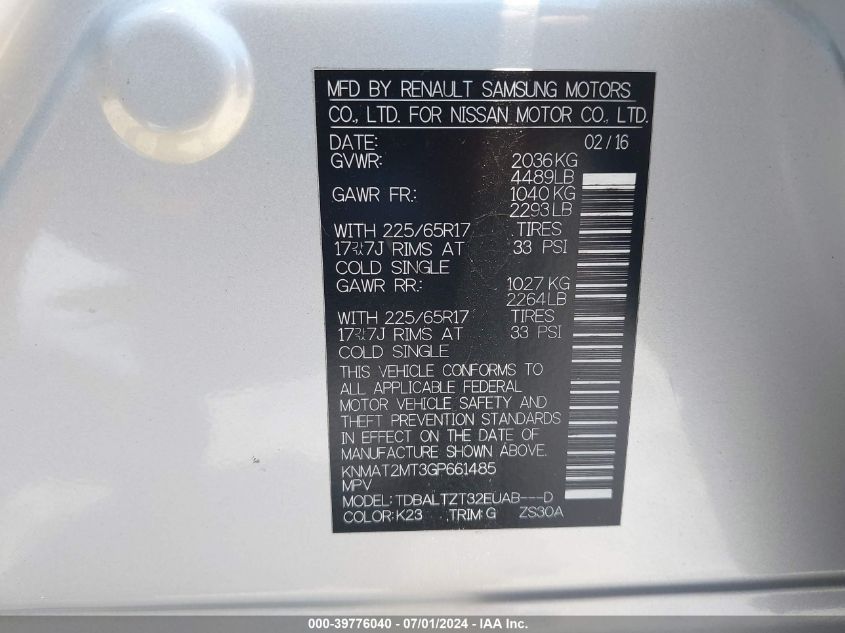 MFD BY RENAULT SAMSUNG MOTORS
CO., LTD. FOR NISSAN MOTOR CO., LTD.
DATE: 02/16
GVWR: 2036KG
4489LB
GAWR FR.: 1040KG
2293LB
WITH 225/65R17 TIRES
17 7J RIMS AT 33 PSI
COLD SINGLE
GAWR RR.: 1027KG
2264LB
WITH 225/65R17 TIRES
17 7J RIMS AT 33 PSI
COLD SINGLE
THIS VEHICLE CONFORMS TO
ALL APPLICABLE FEDERAL
MOTOR VEHICLE SAFETY AND
THEFT PREVENTION STANDARDS
IN EFFECT ON THE DATE OF
MANUFACTURE SHOWN ABOVE.
KNMAT2MT3GP661485
MPV
MODEL:TDBALTZT32EUAB---D
COLOR:K23 TRIM:G ZS30A
000-39776040 - 07/01/2024 - IAA Inc.